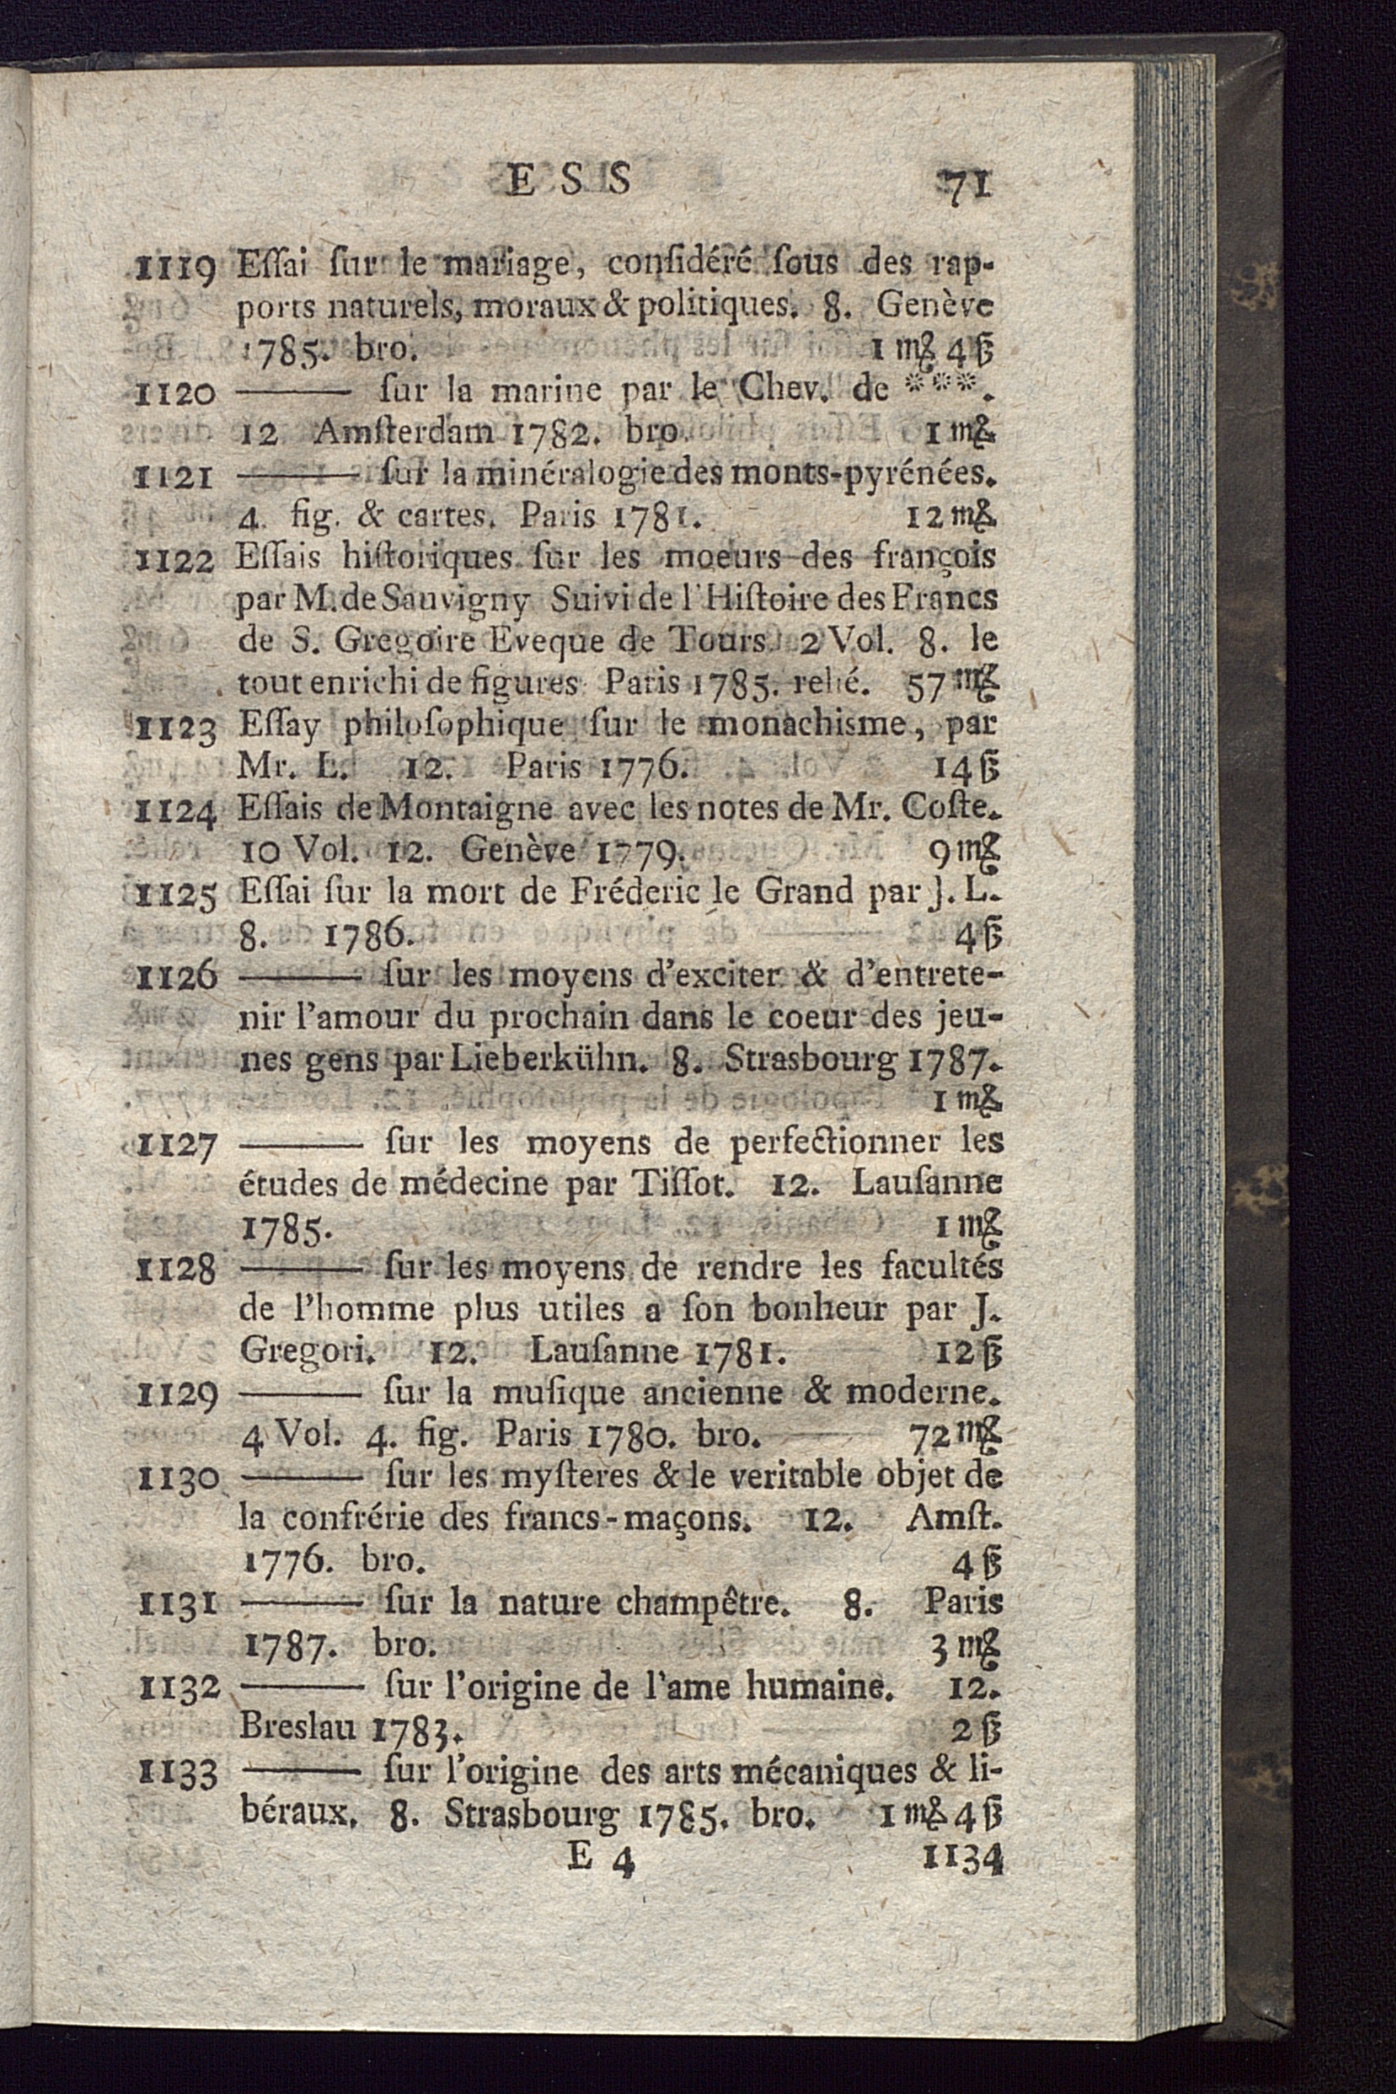 E S S 71
1119 Eſſai ſur le mariage, conſidéré ſous des rap-
ports naturels, moraux & politiques. 8. Genève
1785. bro. 1 m₰ 4 ß
1120 ——— ſur la marine par le Chev. de ***.
12 Amſterdam 1782. bro. 1 m₰
1121 ——— ſur la minéralogie des monts-pyrénées.
4. fig. & cartes. Paris 1781. 12 m₰
1122 Eſſais hiſtoriques ſur les moeurs des françois
par M. de Sauvigny Suivi de l'Hiſtoire des Francs
de S. Gregoire Eveque de Tours. 2 Vol. 8. le
tout enrichi de figures Paris 1785. relié. 57 m₰
1123 Eſſay philoſophique ſur le monachisme, par
Mr. L. 12. Paris 1776. 14 ß
1124 Eſſais de Montaigne avec les notes de Mr. Coſte.
10 Vol. 12. Genève 1779. 9 m₰
1125 Eſſai ſur la mort de Fréderic le Grand par J. L.
8. 1786. 4 ß
1126 ——— ſur les moyens d'exciter & d'entrete-
nir l'amour du prochain dans le coeur des jeu-
nes gens par Lieberkühn. 8. Strasbourg 1787.
1 m₰
1127 ——— ſur les moyens de perfectionner les
études de médecine par Tiſſot. 12. Lauſanne
1785. 1 m₰
1128 ——— ſur les moyens de rendre les facultés
de l'homme plus utiles a ſon bonheur par J.
Gregori. 12. Lauſanne 1781. 12 ß
1129 ——— ſur la muſique ancienne & moderne.
4 Vol. 4. fig. Paris 1780. bro. 72 m₰
1130 ——— ſur les myſteres & le veritable objet de
la confrérie des francs-maçons. 12. Amſt.
1776. bro. 4 ß
1131 ——— ſur la nature champêtre. 8. Paris
1787. bro. 3 m₰
1132 ——— ſur l'origine de l'ame humaine. 12.
Breslau 1783. 2 ß
1133 ——— ſur l'origine des arts mécaniques & li-
béraux. 8. Strasbourg 1785. bro. 1 m₰ 4 ß
E 4 1134